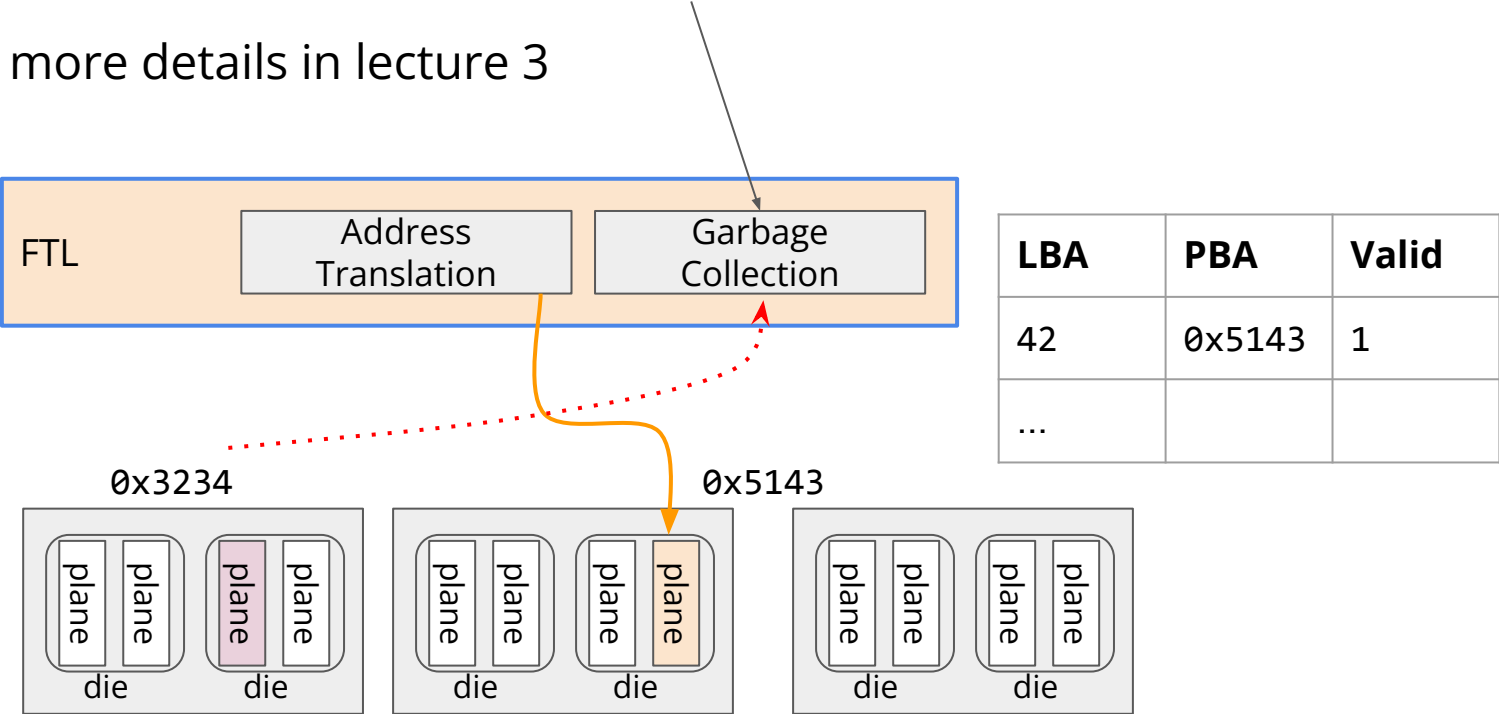 more details in lecture 3
FTL
Address
Translation
Garbage
Collection
LBA PBA Valid
42 0x5143 1
...
0x3234
0x5143
plane plane plane plane
die die
plane plane plane plane
die die
plane plane plane plane
die die